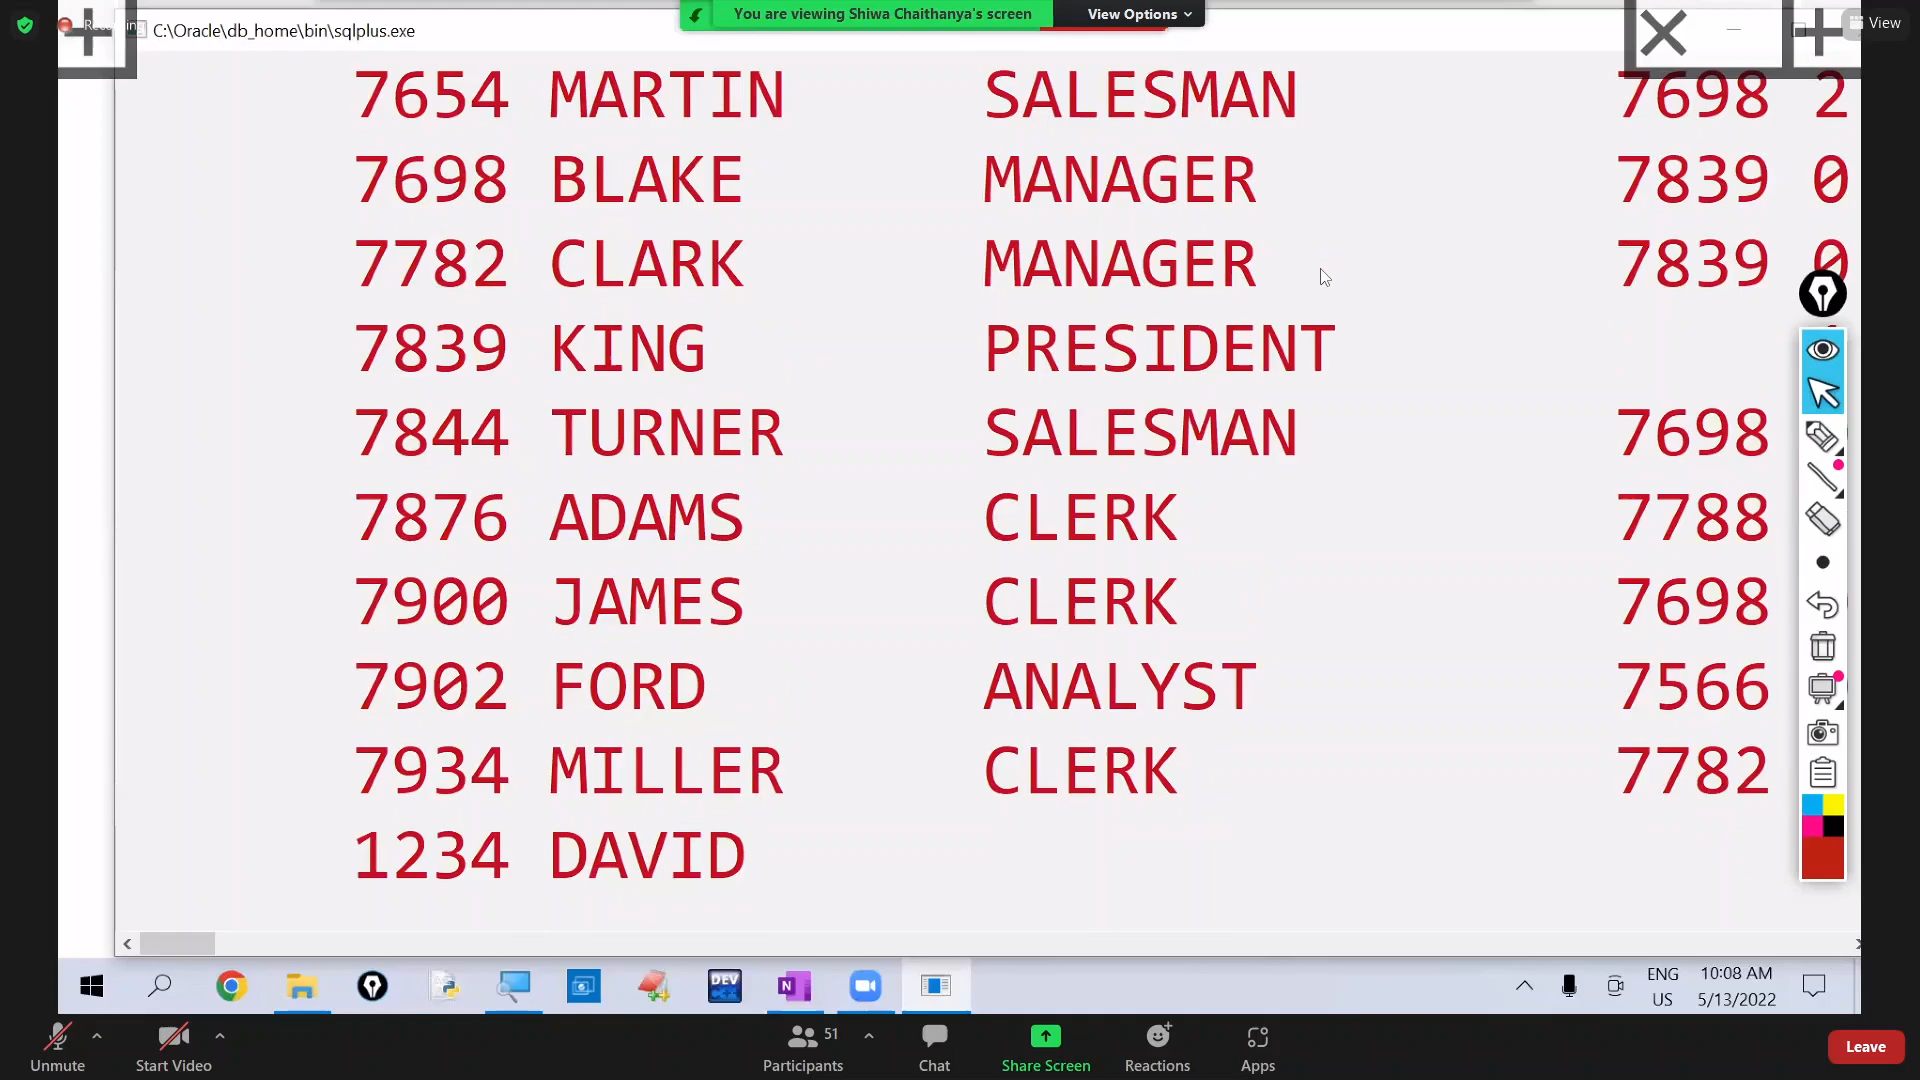 You are viewing Shiwa Chaithanya's screen View Options
View
C:\Oracle\db_home\bin\sqlplus.exe
7654 MARTIN SALESMAN 7698 2
7698 BLAKE MANAGER 7839 0
7782 CLARK MANAGER 7839 0
7839 KING PRESIDENT
7844 TURNER SALESMAN 7698
7876 ADAMS CLERK 7788
7900 JAMES CLERK 7698
7902 FORD ANALYST 7566
7934 MILLER CLERK 7782
1234 DAVID
DEV
N
ENG
US
10:08 AM
5/13/2022
51
Unmute Start Video Participants Chat Share Screen Reactions Apps Leave